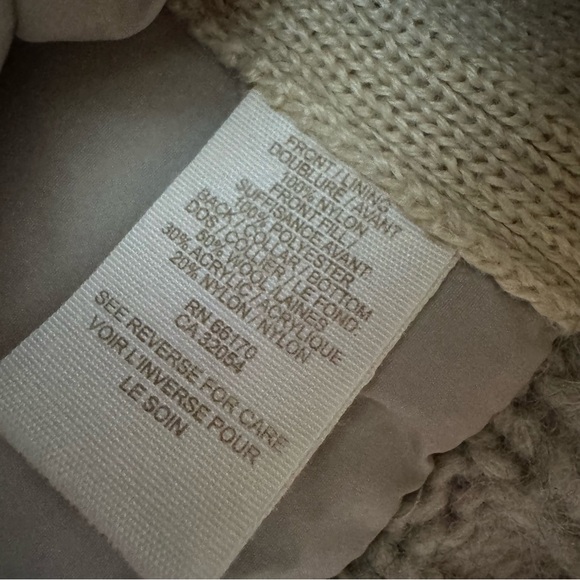 FRONT / LINING
DOUBLURE / AVANT
100% NYLON
FRONT FILL /
SUFFISANCE AVANT:
100% POLYESTER
BACK / COLLAR / BOTTOM
DOS / COLLIER / LE FOND:
50% WOOL / LAINES
30% ACRYLIC / ACRYLIQUE
20% NYLON / NYLON
RN 66170
CA 32054
SEE REVERSE FOR CARE
VOIR L'INVERSE POUR
LE SOIN